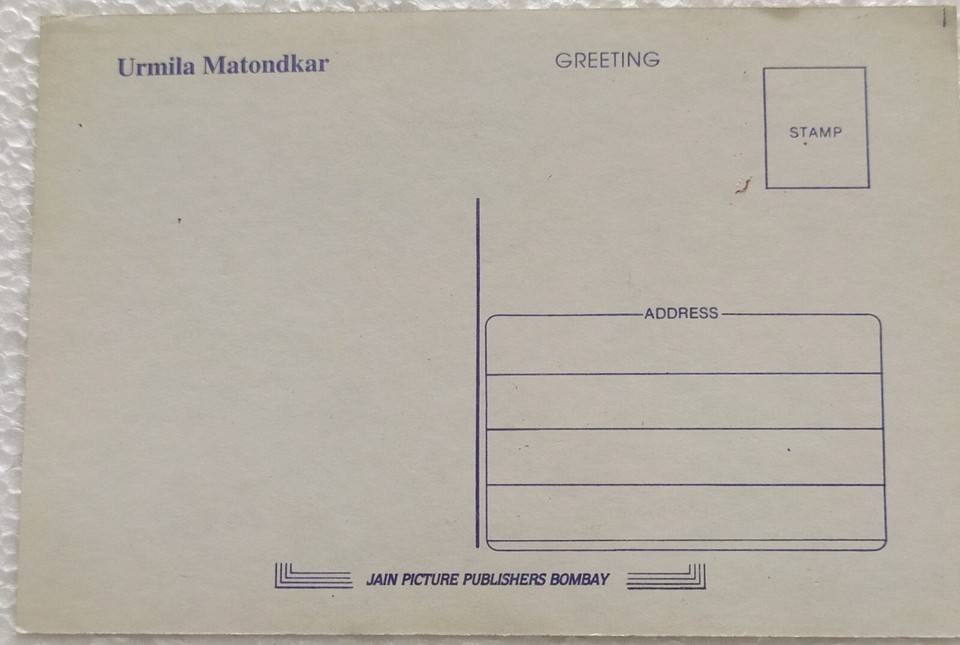 Urmila Matondkar
GREETING
STAMP
ADDRESS
JAIN PICTURE PUBLISHERS BOMBAY